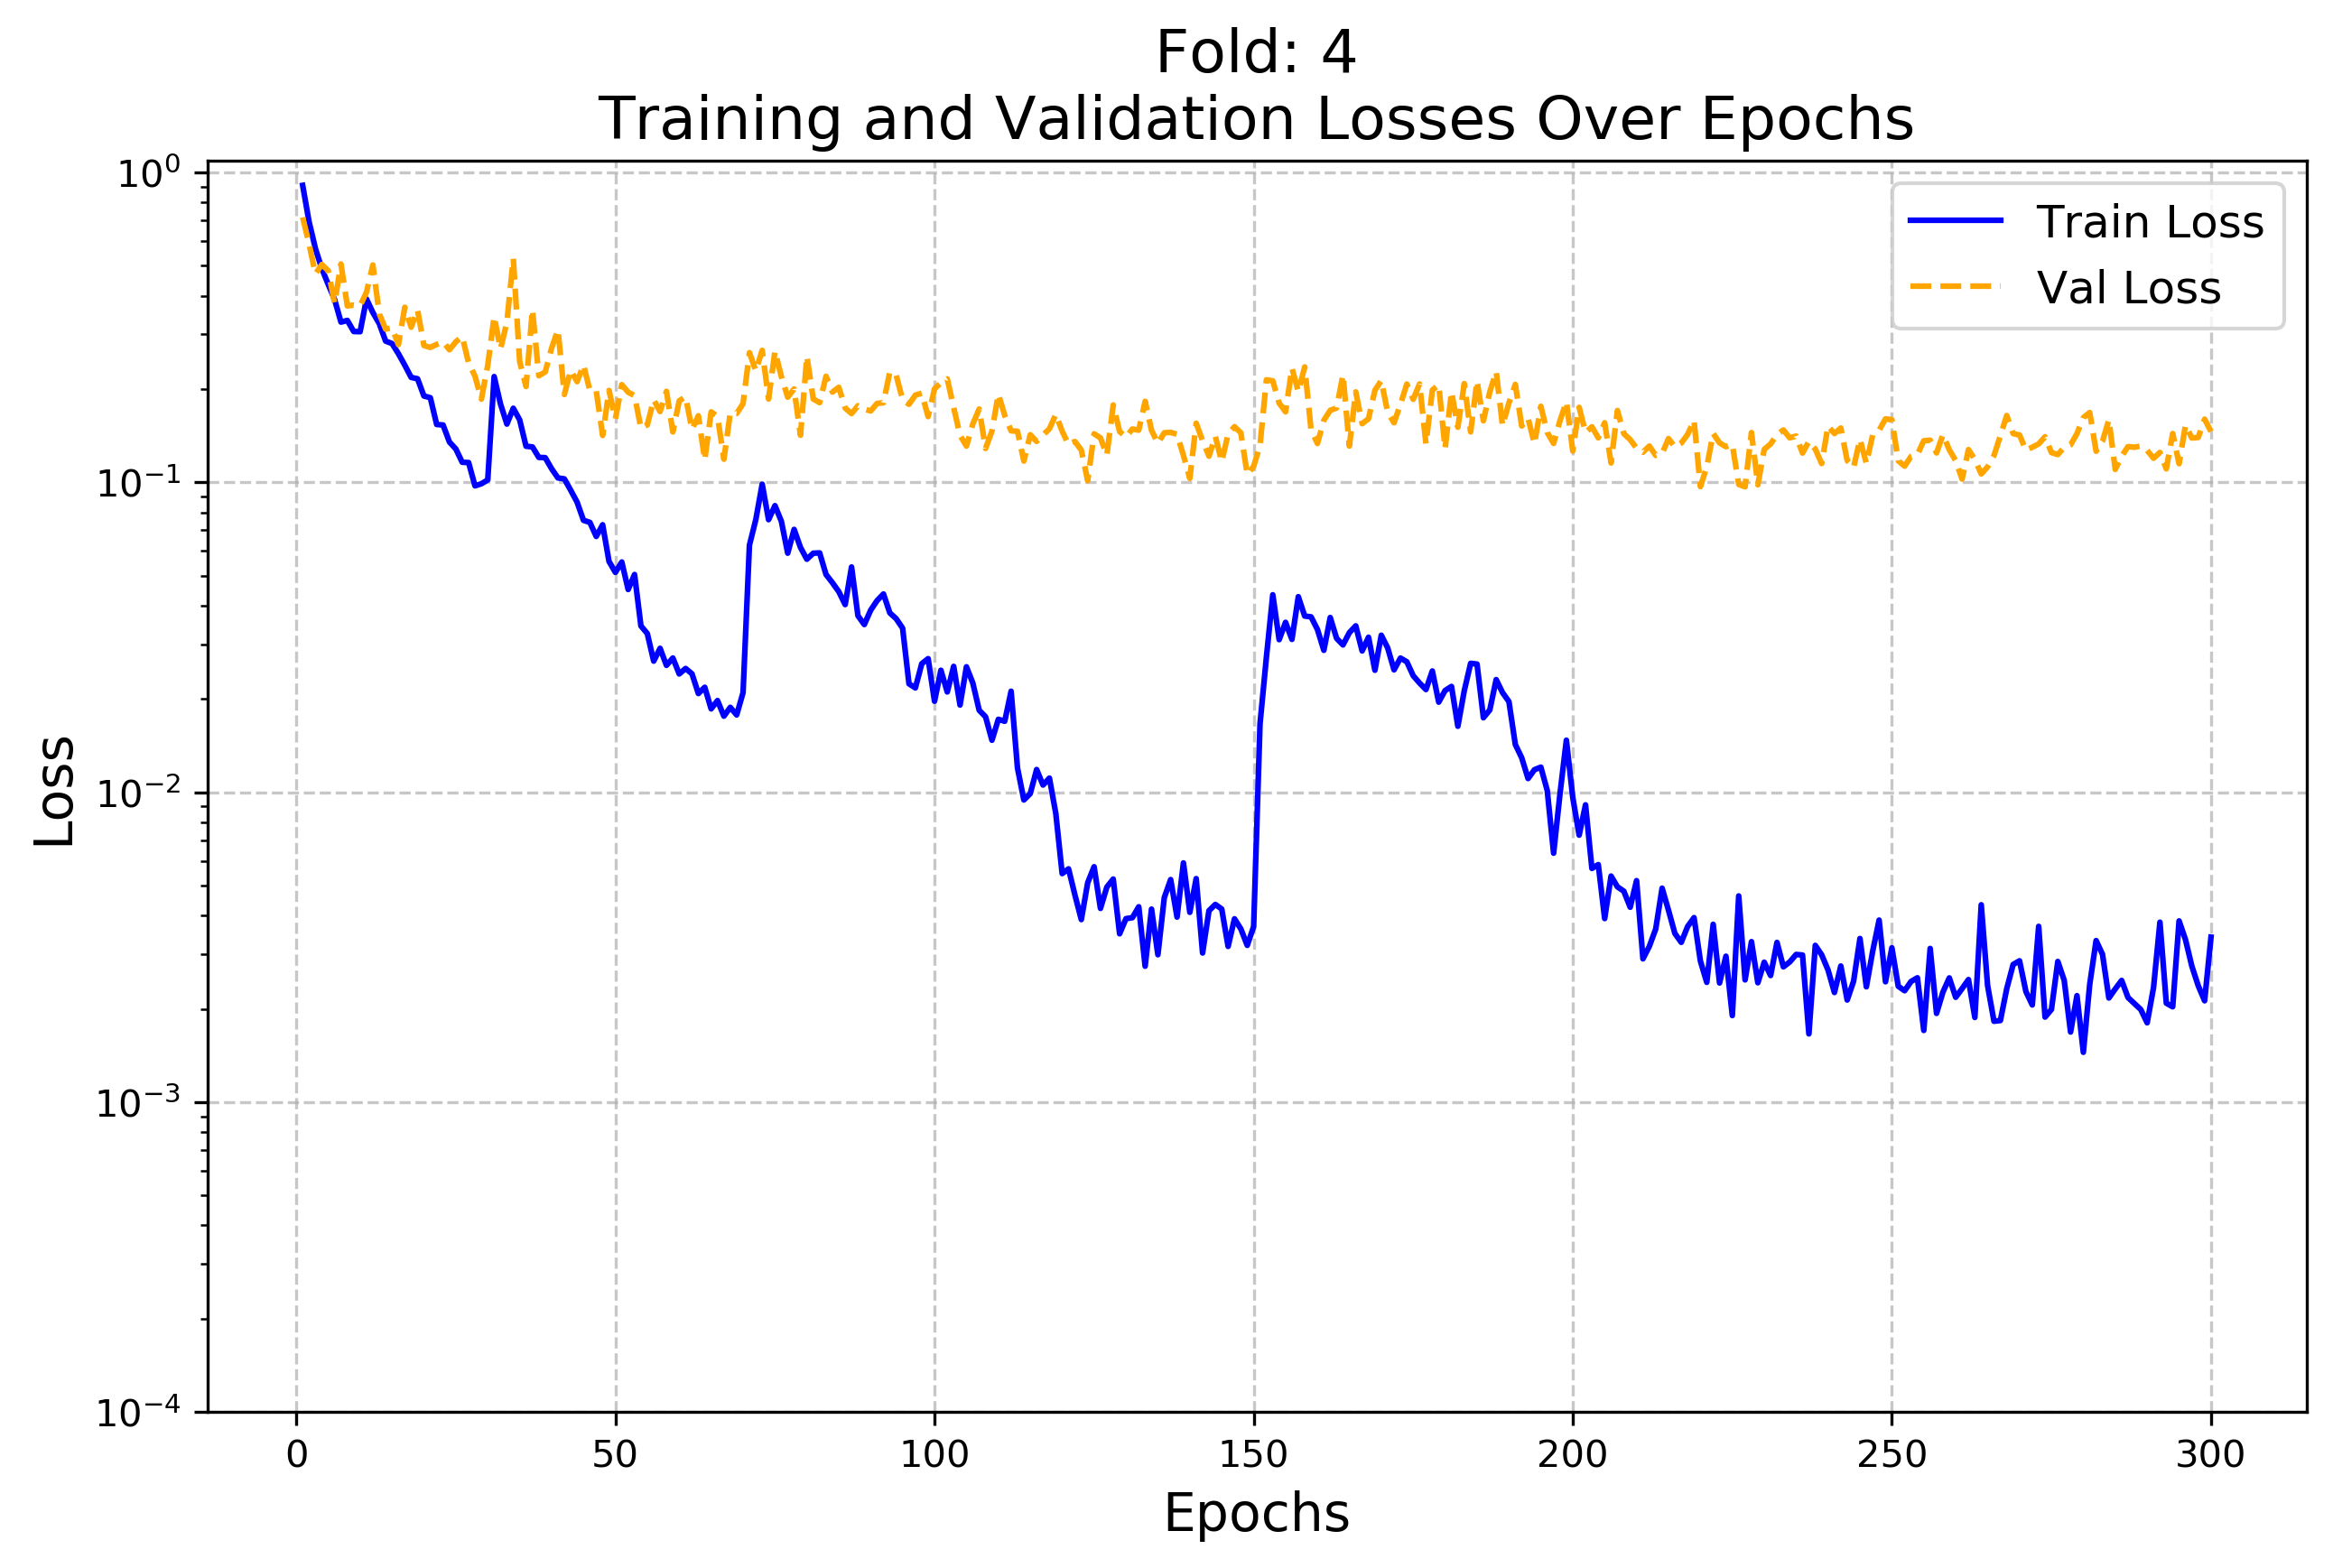 Fold: 4
Training and Validation Losses Over Epochs
10⁰
10⁻¹
10⁻²
10⁻³
10⁻⁴
Loss
Train Loss
Val Loss
0 50 100 150 200 250 300
Epochs